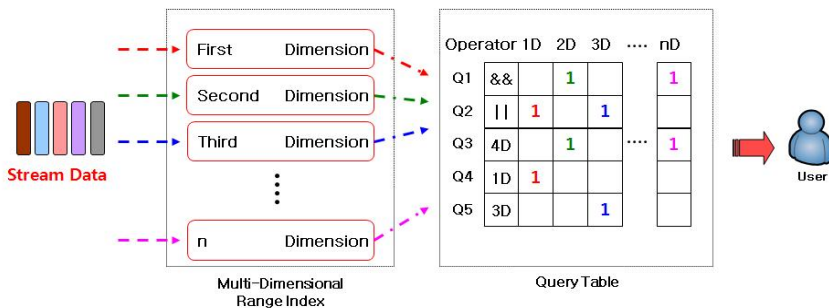 First Dimension
Second Dimension
Third Dimension
n Dimension
Stream Data
Multi-Dimensional
Range Index
Operator 1D 2D 3D .... nD
Q1 && 1 1
Q2 || 1 1
Q3 4D 1 .... 1
Q4 1D 1
Q5 3D 1
Query Table
User